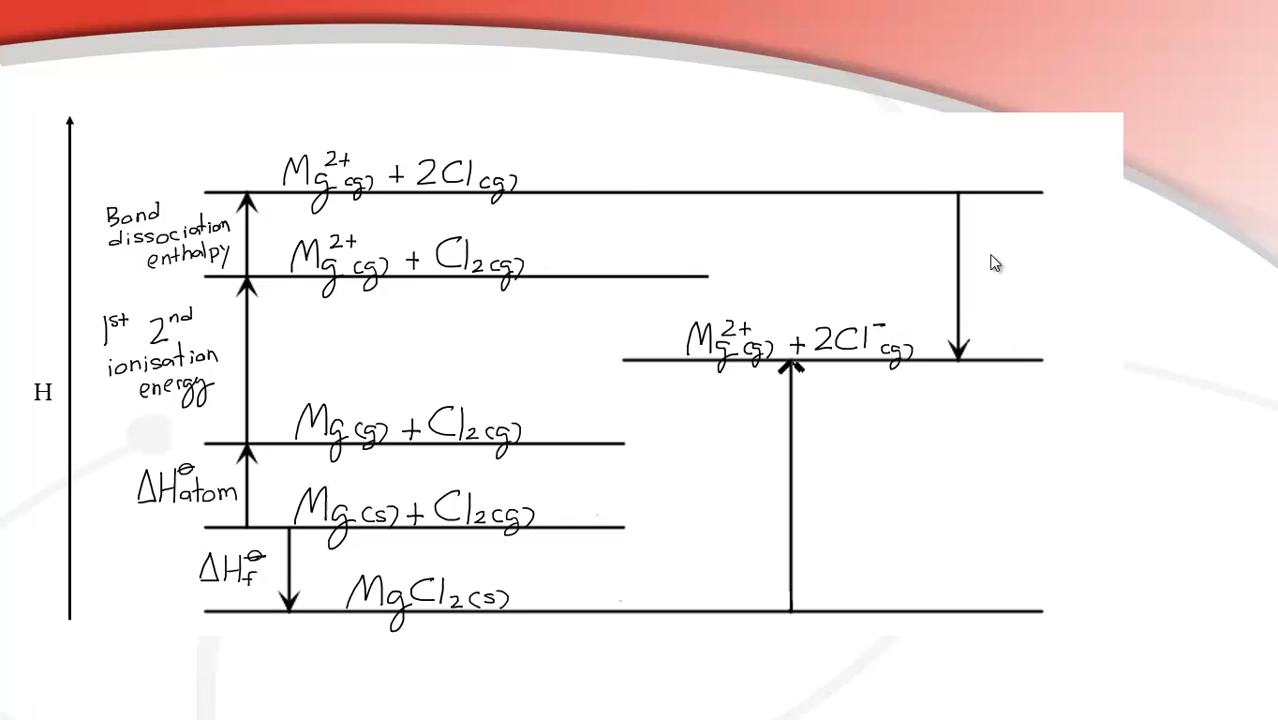 Mg²⁺(g) + 2Cl(g)
Bond
dissociation
enthalpy
Mg²⁺(g) + Cl₂(g)
1ˢᵗ 2ⁿᵈ
ionisation
energy
Mg²⁺(g) + 2Cl⁻(g)
H
Mg(g) + Cl₂(g)
ΔH⦵atom
Mg(s) + Cl₂(g)
ΔH⦵f
MgCl₂(s)